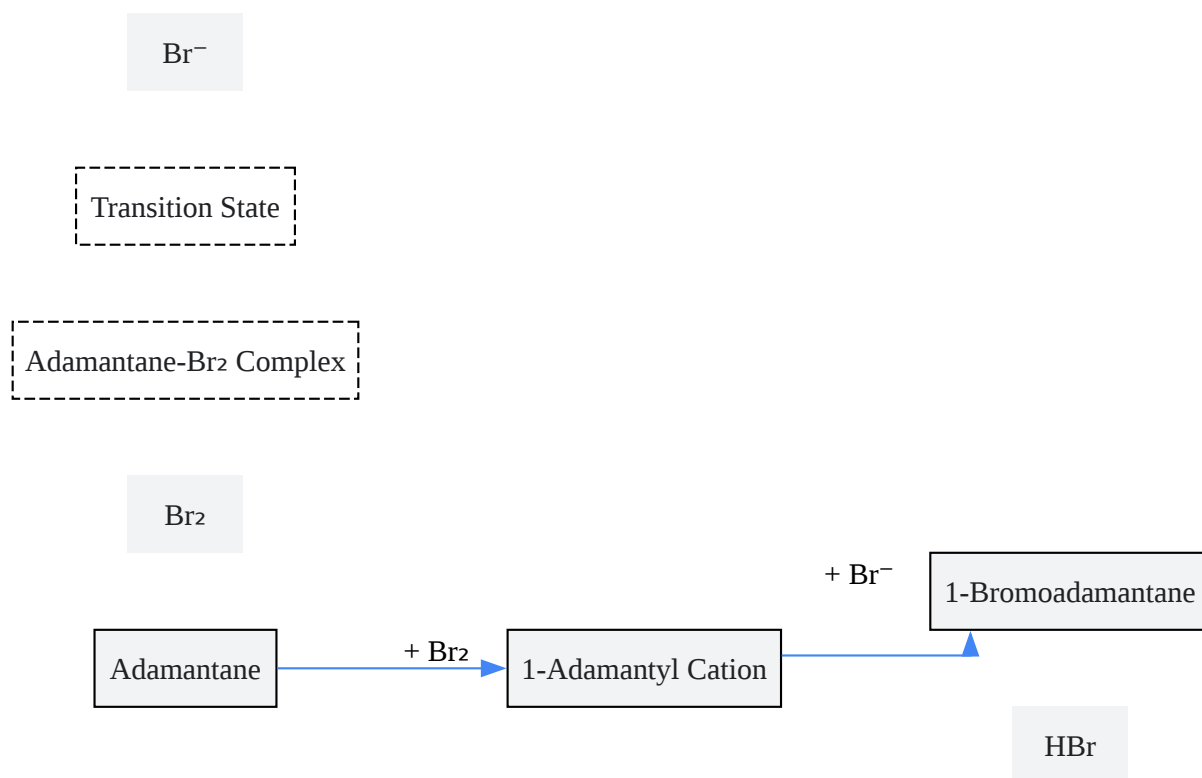 Br⁻
Transition State
Adamantane-Br₂ Complex
Br₂
+ Br⁻
1-Bromoadamantane
Adamantane
+ Br₂
1-Adamantyl Cation
HBr